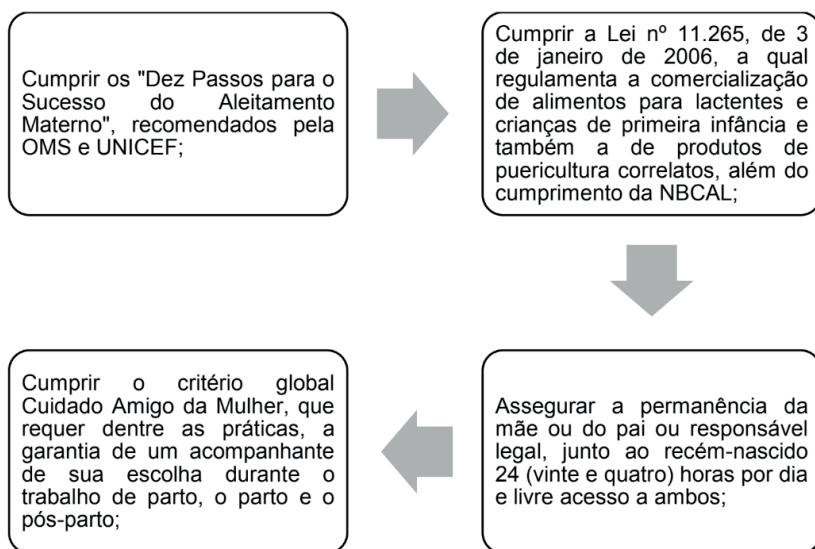 Cumprir os "Dez Passos para o
Sucesso do Aleitamento
Materno", recomendados pela
OMS e UNICEF;
Cumprir a Lei nº 11.265, de 3
de janeiro de 2006, a qual
regulamenta a comercialização
de alimentos para lactentes e
crianças de primeira infância e
também a de produtos de
puericultura correlatos, além do
cumprimento da NBCAL;
Assegurar a permanência da
mãe ou do pai ou responsável
legal, junto ao recém-nascido
24 (vinte e quatro) horas por dia
e livre acesso a ambos;
Cumprir o critério global
Cuidado Amigo da Mulher, que
requer dentre as práticas, a
garantia de um acompanhante
de sua escolha durante o
trabalho de parto, o parto e o
pós-parto;